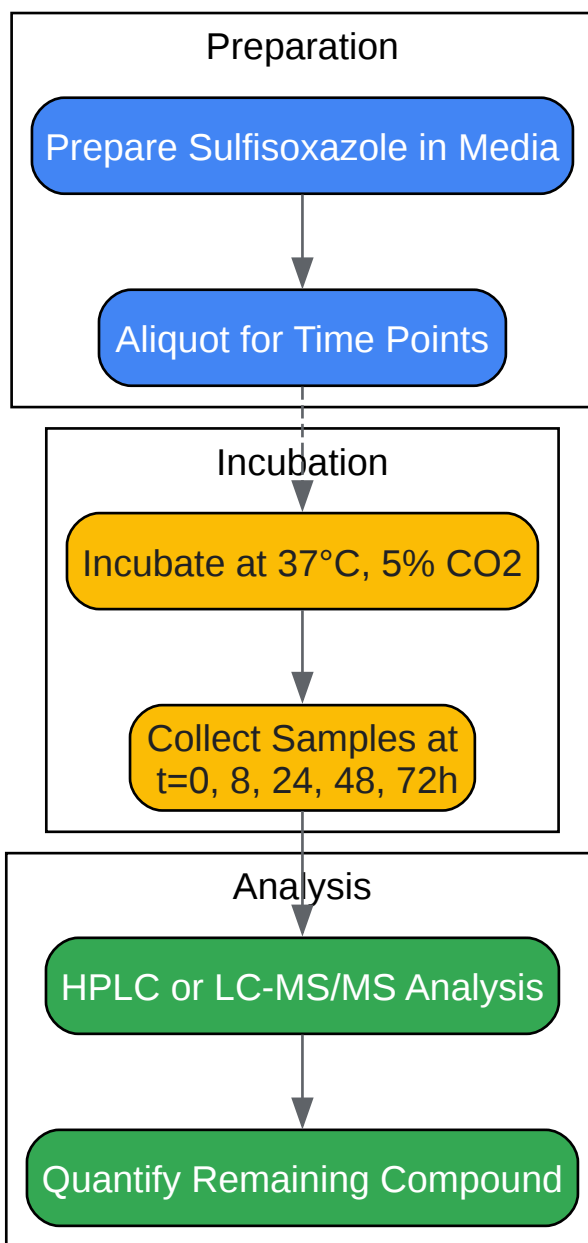 Preparation
Prepare Sulfisoxazole in Media
Aliquot for Time Points
Incubation
Incubate at 37°C, 5% CO2
Collect Samples at
t=0, 8, 24, 48, 72h
Analysis
HPLC or LC-MS/MS Analysis
Quantify Remaining Compound